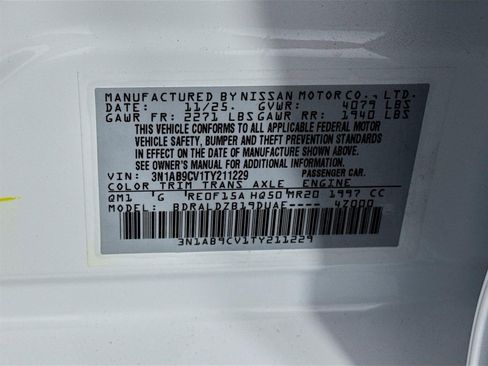 MANUFACTURED BY NISSAN MOTOR CO., LTD.
DATE: 11/25. GVWR: 4079 LBS
GAWR FR: 2271 LBS GAWR RR: 1940 LBS
THIS VEHICLE CONFORMS TO ALL APPLICABLE FEDERAL MOTOR
VEHICLE SAFETY, BUMPER AND THEFT PREVENTION STANDARDS
IN EFFECT ON THE DATE OF MANUFACTURE SHOWN ABOVE.
SEE OWNER'S MANUAL FOR ADDITIONAL INFORMATION.
VIN: 3N1AB9CV1TY211229 PASSENGER CAR.
COLOR TRIM TRANS AXLE ENGINE
QM1 G RE0F15A HQ50 MR20 1997 CC
MODEL: BDRALDZB19DUAE---- 4Z000
3N1AB9CV1TY211229